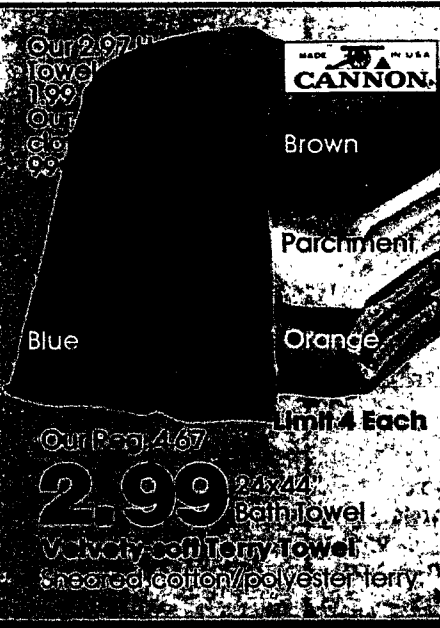 Our 2.97
Towel
1.99
Our
MADE IN USA
CANNON
Brown
Parchment
Blue
Orange
Limit 4 Each
Our Reg. 4.67
2.99
24x44"
Bath Towel
Velvety soft Terry Towel
Sheared cotton/polyester terry.